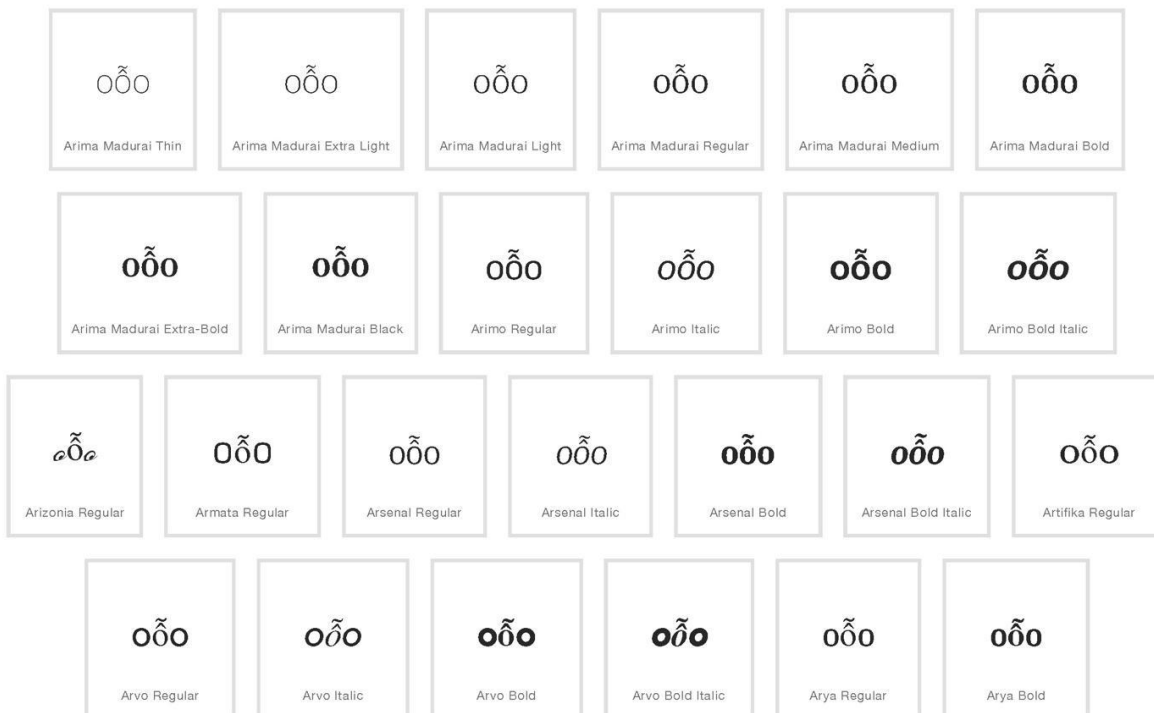 oỗo oỗo oỗo oỗo oỗo oỗo
Arima Madurai Thin Arima Madurai Extra Light Arima Madurai Light Arima Madurai Regular Arima Madurai Medium Arima Madurai Bold
oỗo oỗo oỗo oỗo oỗo oỗo
Arima Madurai Extra-Bold Arima Madurai Black Arimo Regular Arimo Italic Arimo Bold Arimo Bold Italic
oỗo oỗo oỗo oỗo oỗo oỗo oỗo
Arizonia Regular Armata Regular Arsenal Regular Arsenal Italic Arsenal Bold Arsenal Bold Italic Artifika Regular
oỗo oỗo oỗo oỗo oỗo oỗo
Arvo Regular Arvo Italic Arvo Bold Arvo Bold Italic Arya Regular Arya Bold